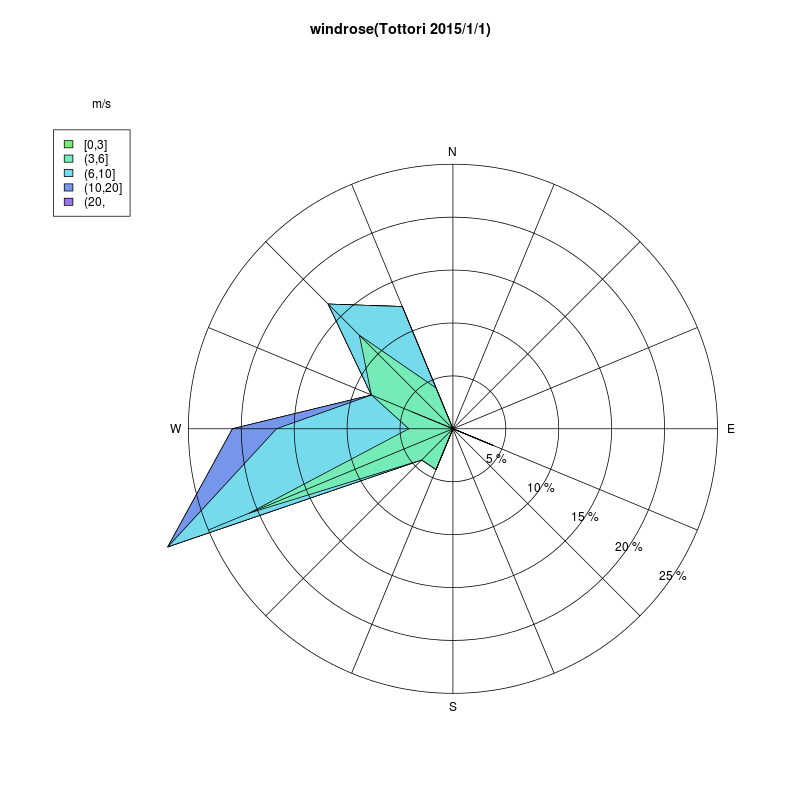 windrose(Tottori 2015/1/1)
m/s
[0,3]
(3,6]
(6,10]
(10,20]
(20,
N
W
E
5 %
10 %
15 %
20 %
25 %
S